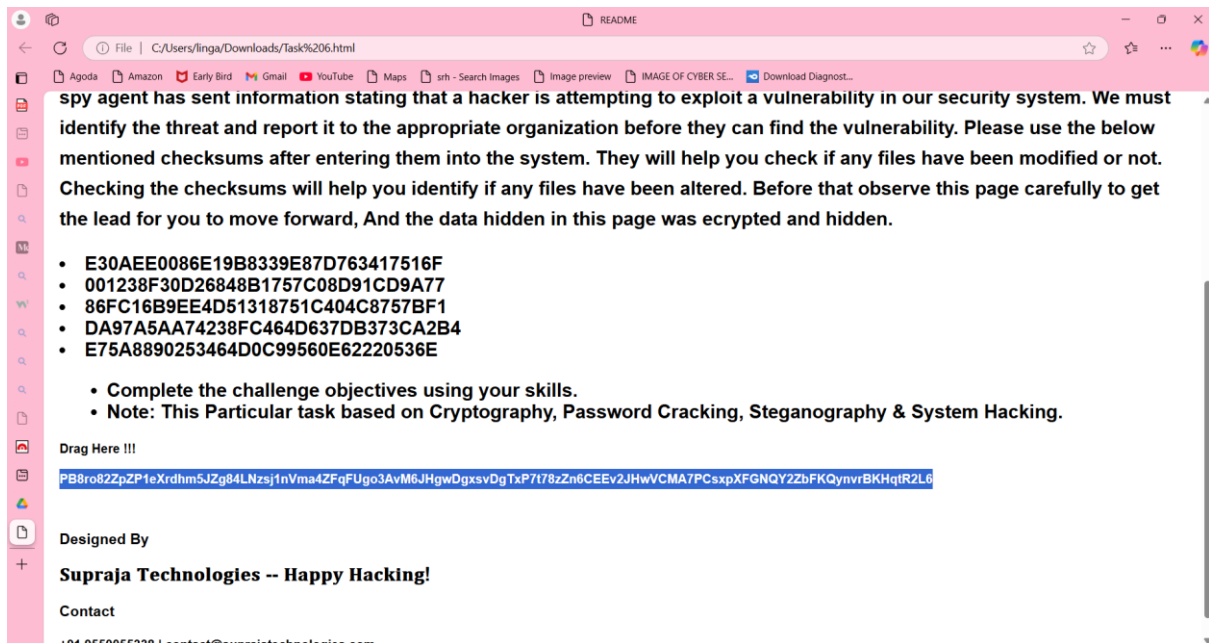 README
File | C:/Users/linga/Downloads/Task%206.html
Agoda Amazon Early Bird Gmail YouTube Maps srh - Search Images Image preview IMAGE OF CYBER SE... Download Diagnost...
spy agent has sent information stating that a hacker is attempting to exploit a vulnerability in our security system. We must
identify the threat and report it to the appropriate organization before they can find the vulnerability. Please use the below
mentioned checksums after entering them into the system. They will help you check if any files have been modified or not.
Checking the checksums will help you identify if any files have been altered. Before that observe this page carefully to get
the lead for you to move forward, And the data hidden in this page was ecrypted and hidden.
• E30AEE0086E19B8339E87D763417516F
• 001238F30D26848B1757C08D91CD9A77
• 86FC16B9EE4D51318751C404C8757BF1
• DA97A5AA74238FC464D637DB373CA2B4
• E75A8890253464D0C99560E62220536E
• Complete the challenge objectives using your skills.
• Note: This Particular task based on Cryptography, Password Cracking, Steganography & System Hacking.
Drag Here !!!
PB8ro82ZpZP1eXrdhm5JZg84LNzsj1nVma4ZFqFUgo3AvM6JHgwDgxsvDgTxP7t78zZn6CEEv2JHwVCMA7PCsxpXFGNQY2ZbFKQynvrBKHqtR2L6
Designed By
Supraja Technologies -- Happy Hacking!
Contact